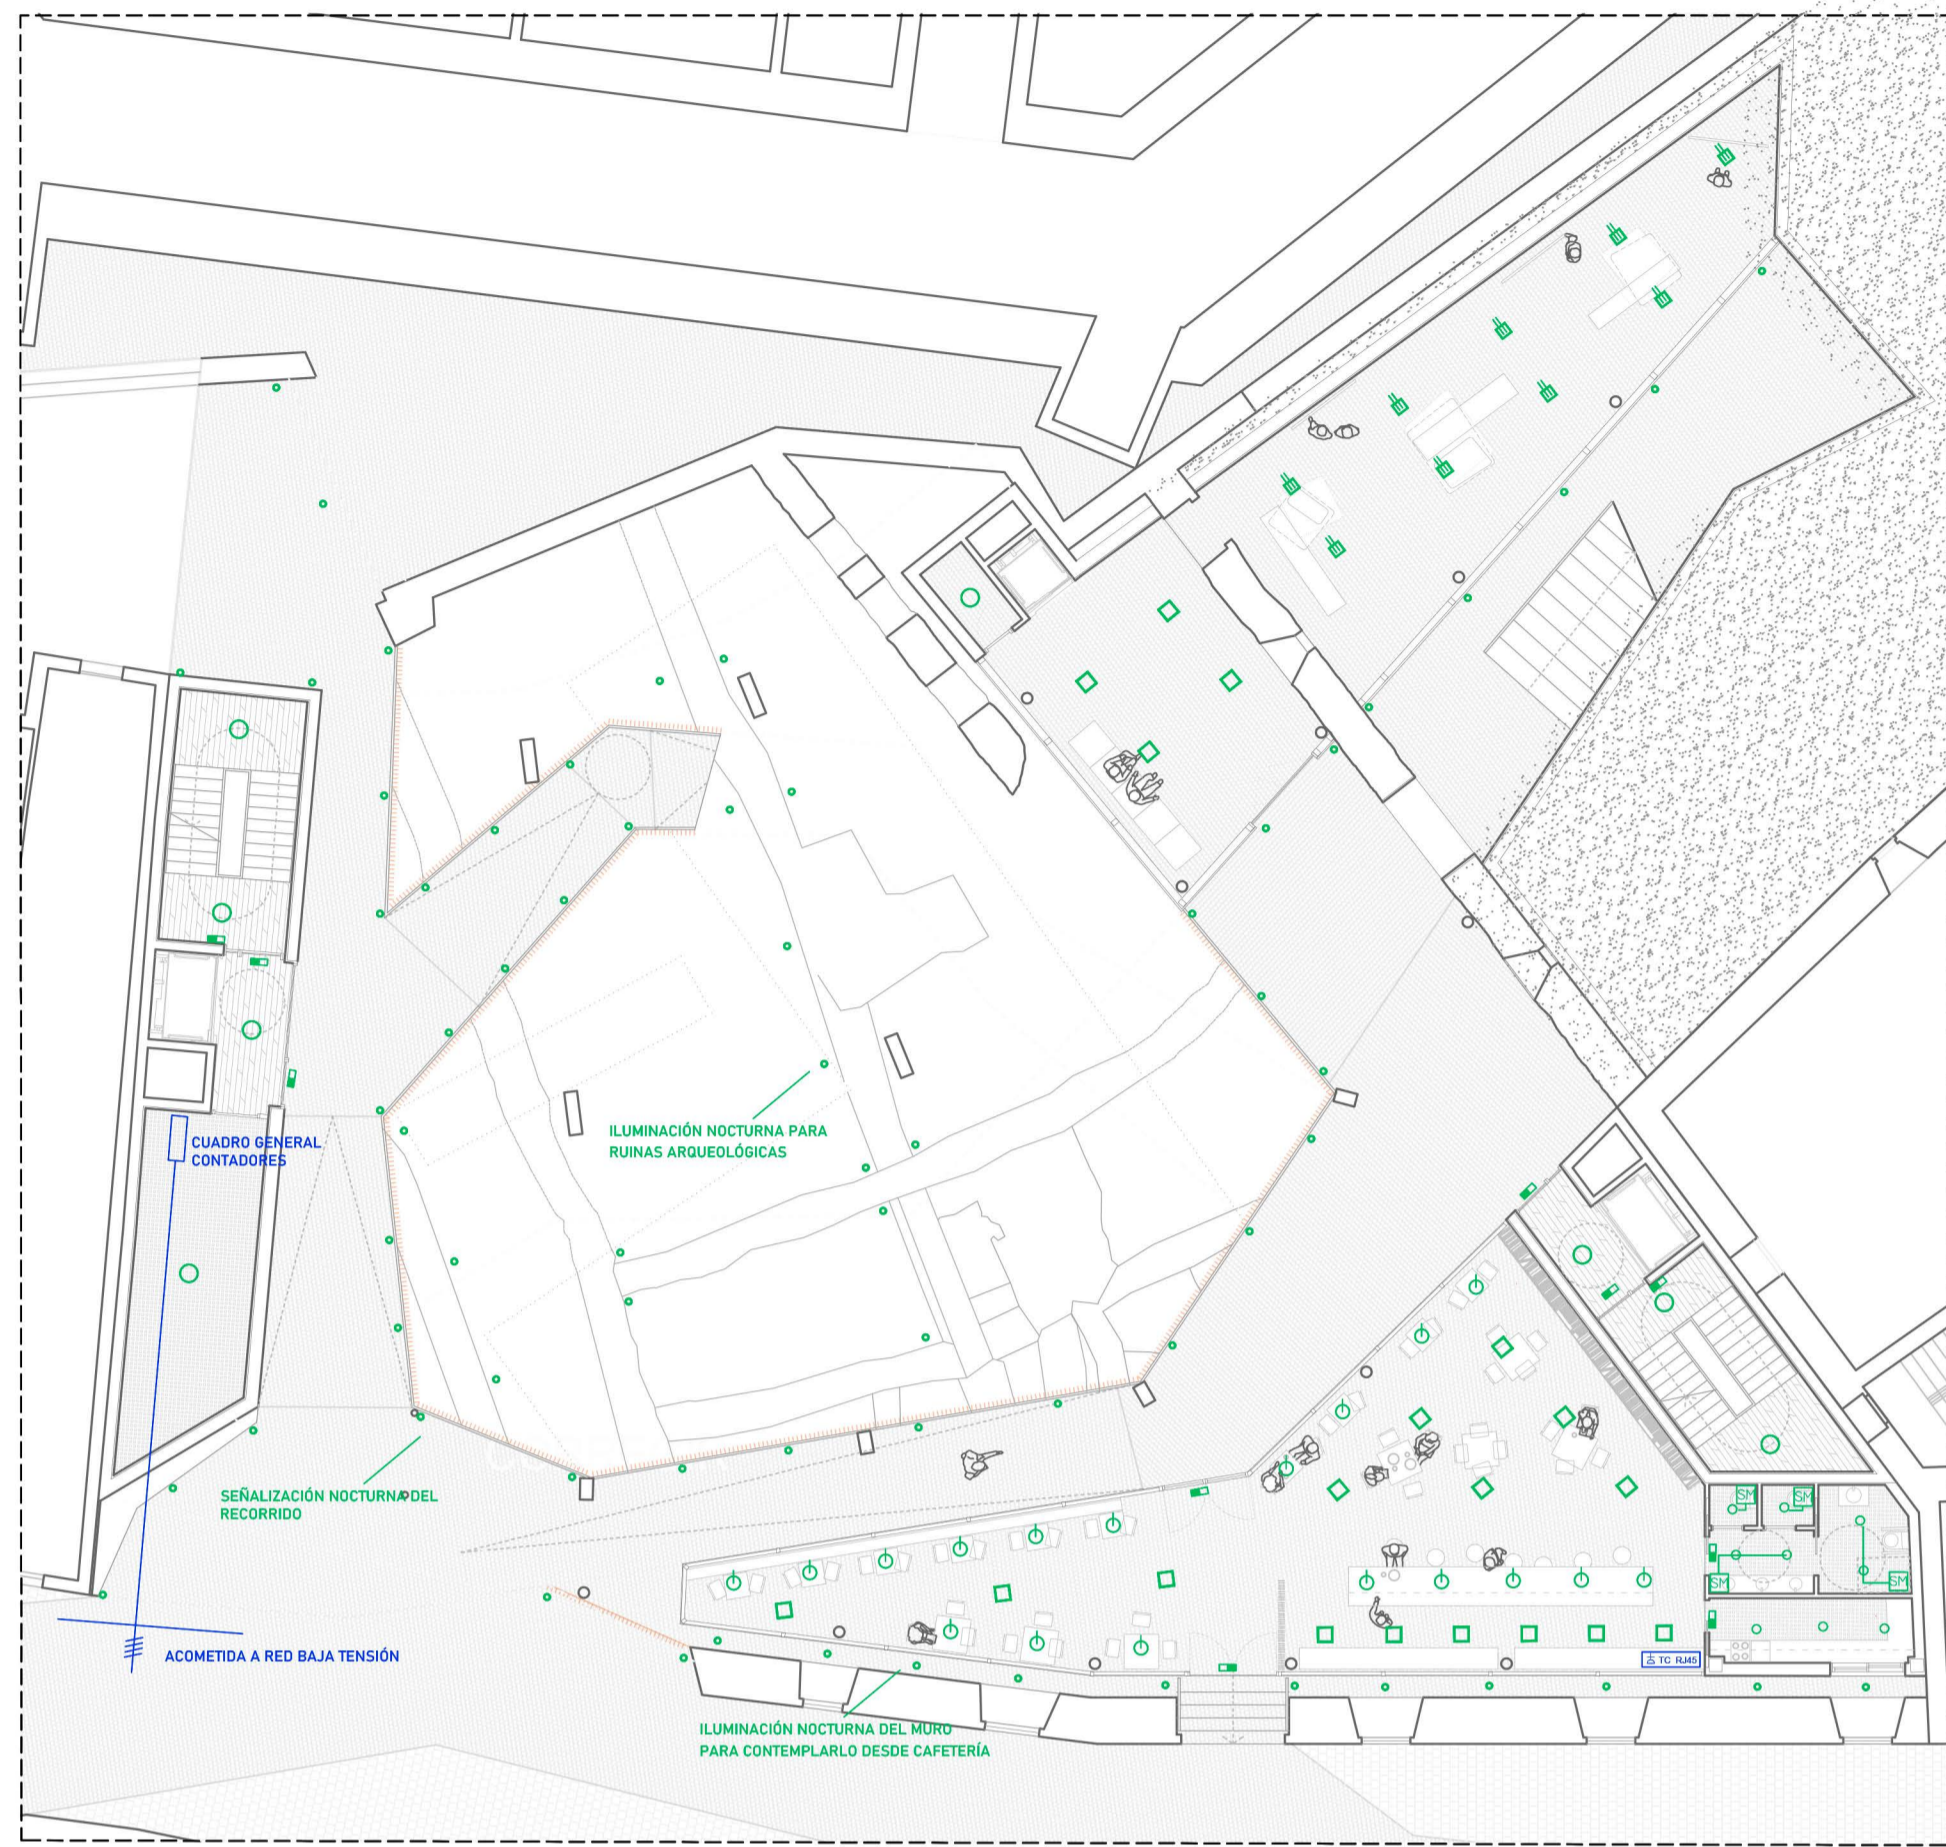 CUADRO GENERAL
CONTADORES
ILUMINACIÓN NOCTURNA PARA
RUINAS ARQUEOLÓGICAS
SEÑALIZACIÓN NOCTURNA DEL
RECORRIDO
SM
SM
SM
SM
ACOMETIDA A RED BAJA TENSIÓN
TC RJ45
ILUMINACIÓN NOCTURNA DEL MURO
PARA CONTEMPLARLO DESDE CAFETERÍA